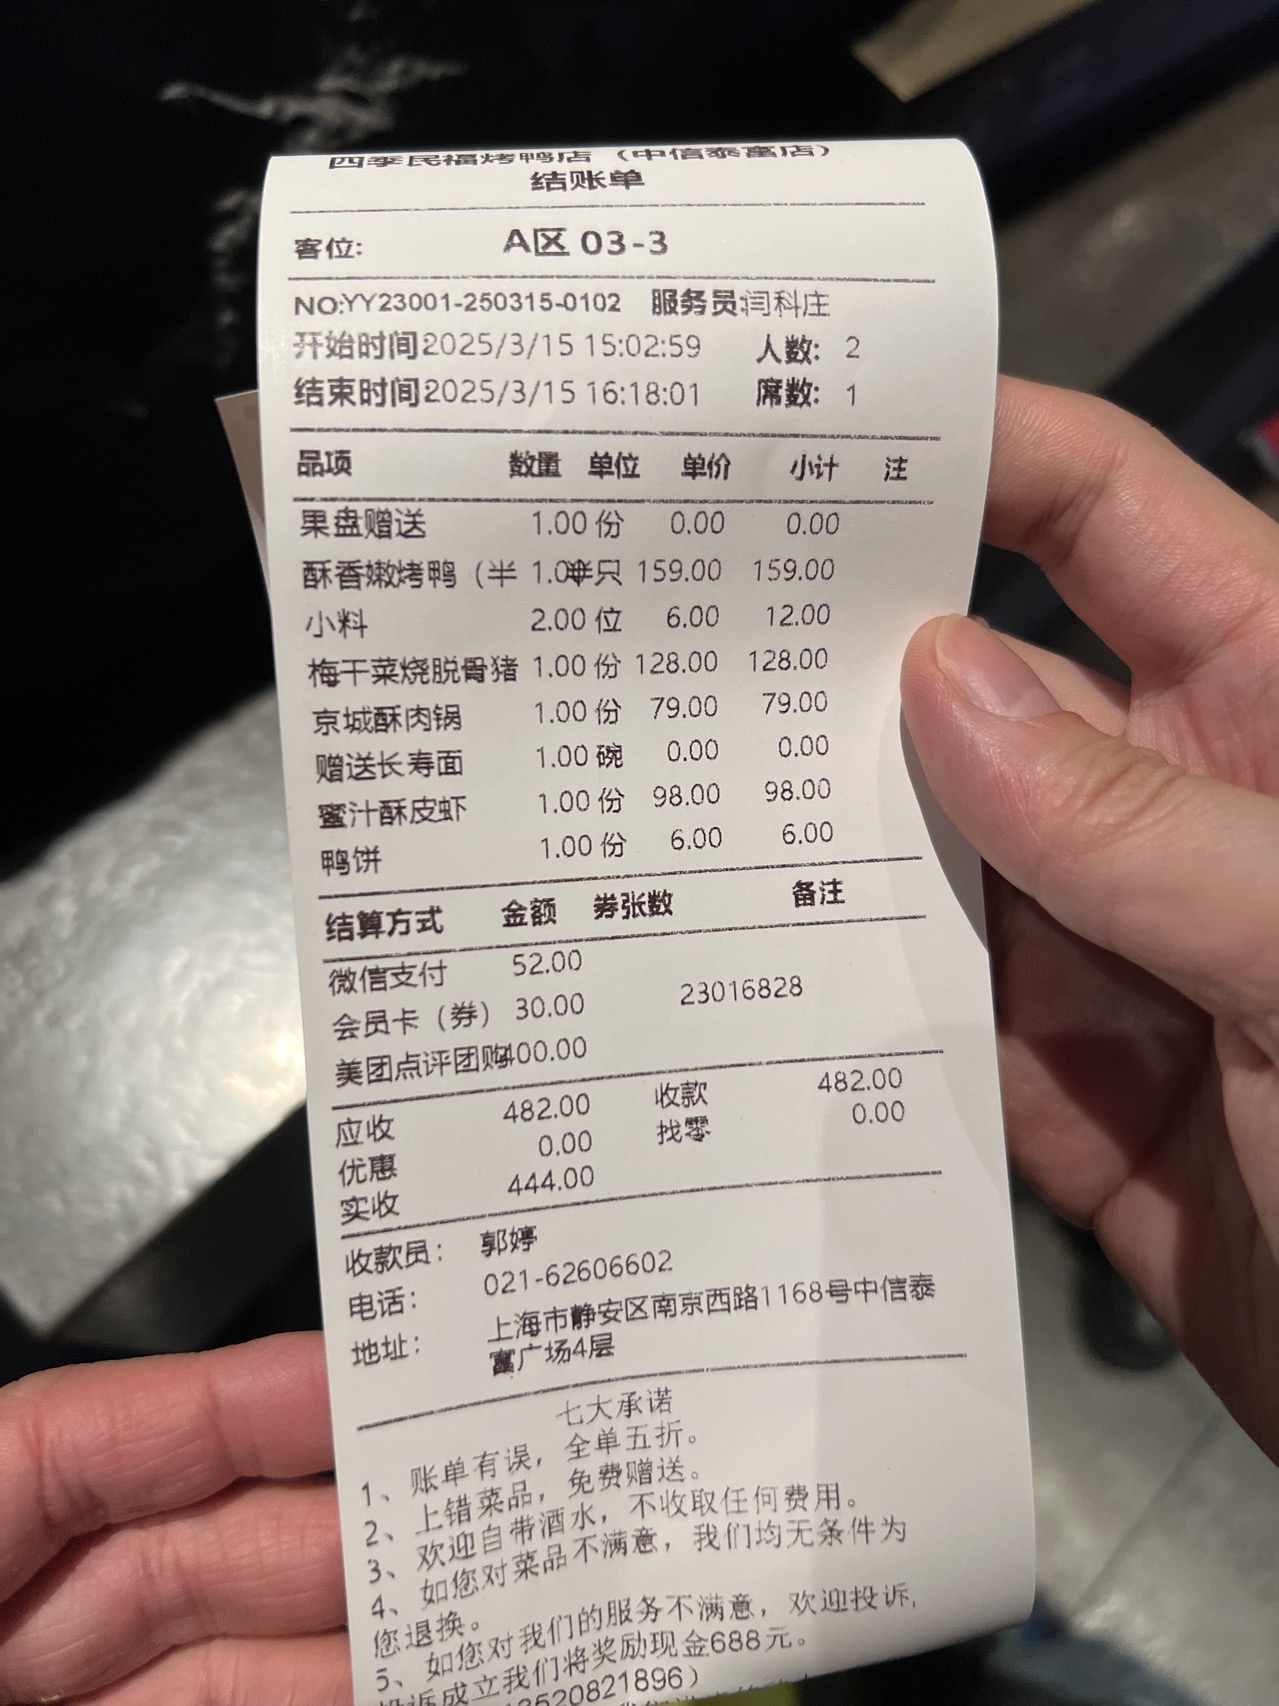 四季民福烤鸭店（中信泰富店）
结账单
客位: A区 03-3
NO:YY23001-250315-0102 服务员:闫科庄
开始时间2025/3/15 15:02:59 人数: 2
结束时间2025/3/15 16:18:01 席数: 1
品项 数量 单位 单价 小计 注
果盘赠送 1.00 份 0.00 0.00
酥香嫩烤鸭（半 1.00半只 159.00 159.00
小料 2.00 位 6.00 12.00
梅干菜烧脱骨猪 1.00 份 128.00 128.00
京城酥肉锅 1.00 份 79.00 79.00
赠送长寿面 1.00 碗 0.00 0.00
蜜汁酥皮虾 1.00 份 98.00 98.00
鸭饼 1.00 份 6.00 6.00
结算方式 金额 券张数 备注
微信支付 52.00
会员卡（券） 30.00 23016828
美团点评团购400.00
应收 482.00 收款 482.00
优惠 0.00 找零 0.00
实收 444.00
收款员: 郭婷
电话: 021-62606602
地址: 上海市静安区南京西路1168号中信泰
富广场4层
七大承诺
1、账单有误，全单五折。
2、上错菜品，免费赠送。
3、欢迎自带酒水，不收取任何费用。
4、如您对菜品不满意，我们均无条件为
您退换。
5、如您对我们的服务不满意，欢迎投诉，
投诉成立我们将奖励现金688元。
13520821896）